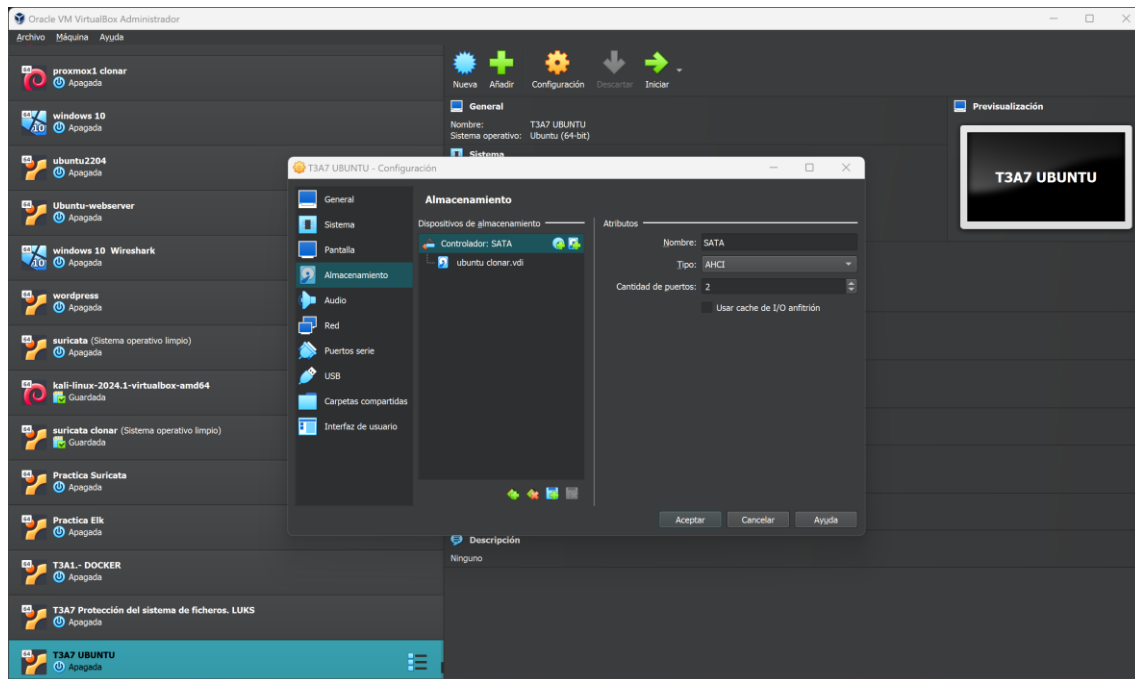 Oracle VM VirtualBox Administrador
Archivo Máquina Ayuda
proxmox1 clonar
Apagada
windows 10
Apagada
ubuntu2204
Apagada
Ubuntu-webserver
Apagada
windows 10 Wireshark
Apagada
wordpress
Apagada
suricata (Sistema operativo limpio)
Apagada
kali-linux-2024.1-virtualbox-amd64
Guardada
suricata clonar (Sistema operativo limpio)
Guardada
Practica Suricata
Apagada
Practica Elk
Apagada
T3A1.- DOCKER
Apagada
T3A7 Protección del sistema de ficheros. LUKS
Apagada
T3A7 UBUNTU
Apagada
Nueva Añadir Configuración Descartar Iniciar
General
Nombre: T3A7 UBUNTU
Sistema operativo: Ubuntu (64-bit)
Sistema
Previsualización
T3A7 UBUNTU
T3A7 UBUNTU - Configuración
General
Sistema
Pantalla
Almacenamiento
Audio
Red
Puertos serie
USB
Carpetas compartidas
Interfaz de usuario
Almacenamiento
Dispositivos de almacenamiento
Controlador: SATA
ubuntu clonar.vdi
Atributos
Nombre: SATA
Tipo: AHCI
Cantidad de puertos: 2
Usar cache de I/O anfitrión
Aceptar Cancelar Ayuda
Descripción
Ninguno